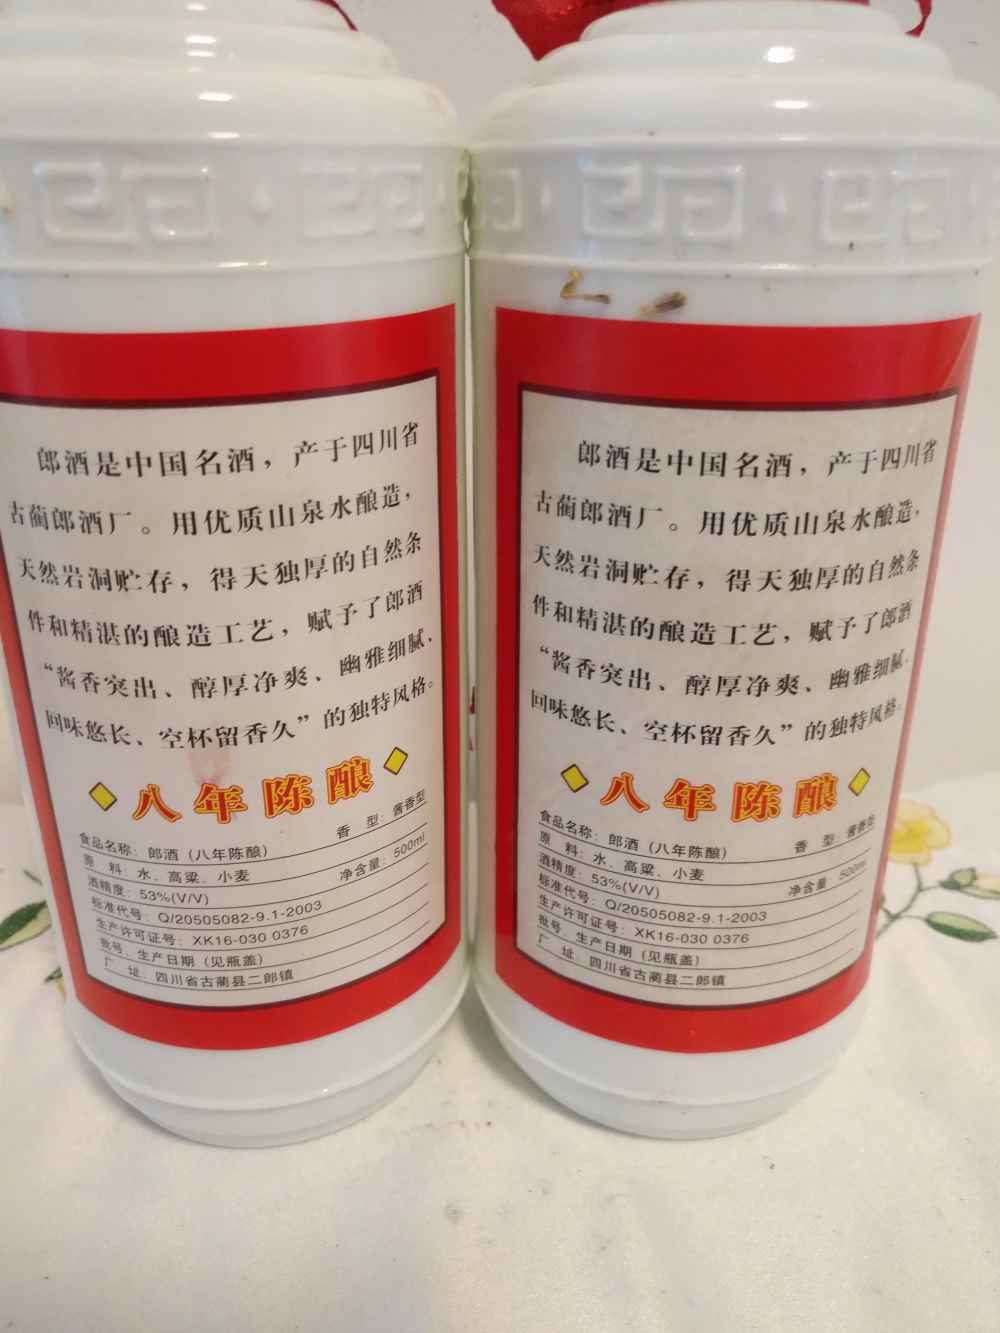 郎酒是中国名酒，产于四川省
古蔺郎酒厂。用优质山泉水酿造，
天然岩洞贮存，得天独厚的自然条
件和精湛的酿造工艺，赋予了郎酒
“酱香突出、醇厚净爽、幽雅细腻、
回味悠长、空杯留香久”的独特风格。
八年陈酿
食品名称：郎酒（八年陈酿） 香 型：酱香型
原 料：水、高粱、小麦
酒精度：53%(V/V) 净含量：500ml
标准代号：Q/20505082-9.1-2003
生产许可证号：XK16-030 0376
批号、生产日期（见瓶盖）
厂 址：四川省古蔺县二郎镇
郎酒是中国名酒，产于四川省
古蔺郎酒厂。用优质山泉水酿造，
天然岩洞贮存，得天独厚的自然条
件和精湛的酿造工艺，赋予了郎酒
“酱香突出、醇厚净爽、幽雅细腻、
回味悠长、空杯留香久”的独特风格。
八年陈酿
食品名称：郎酒（八年陈酿） 香 型：酱香型
原 料：水、高粱、小麦
酒精度：53%(V/V) 净含量：500ml
标准代号：Q/20505082-9.1-2003
生产许可证号：XK16-030 0376
批号、生产日期（见瓶盖）
厂 址：四川省古蔺县二郎镇